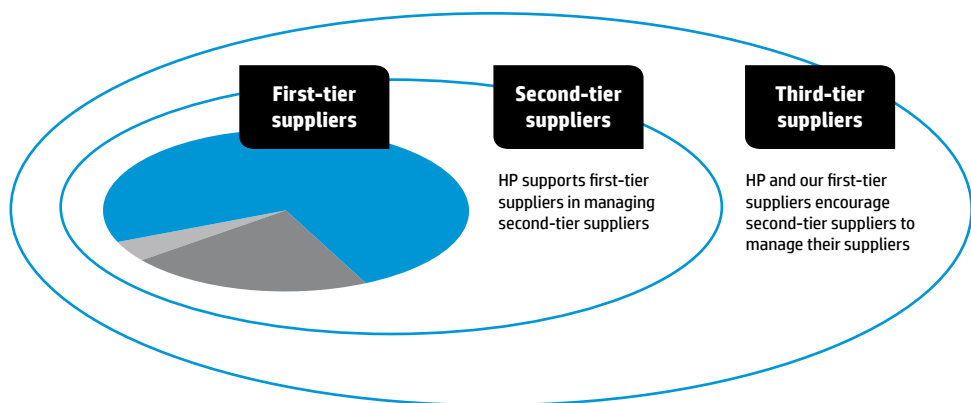 First-tier
suppliers
Second-tier
suppliers
HP supports first-tier
suppliers in managing
second-tier suppliers
Third-tier
suppliers
HP and our first-tier
suppliers encourage
second-tier suppliers to
manage their suppliers